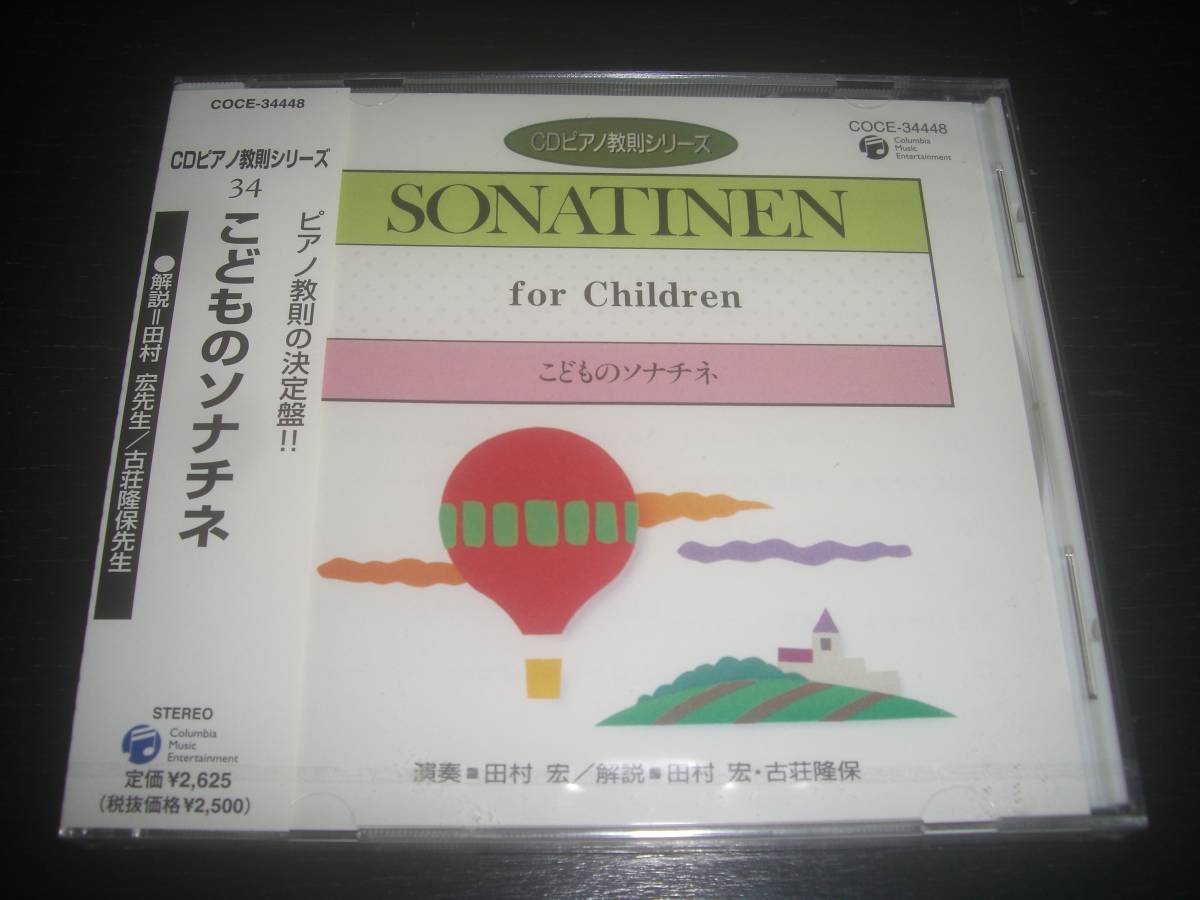 COCE-34448
CDピアノ教則シリーズ
34
こどものソナチネ
ピアノ教則の決定盤!!
●解説＝田村 宏先生／古荘隆保先生
STEREO
Columbia
Music
Entertainment
定価¥2,625
(税抜価格¥2,500)
CDピアノ教則シリーズ
COCE-34448
Columbia
Music
Entertainment
SONATINEN
for Children
こどものソナチネ
演奏■田村 宏／解説■田村 宏・古荘隆保